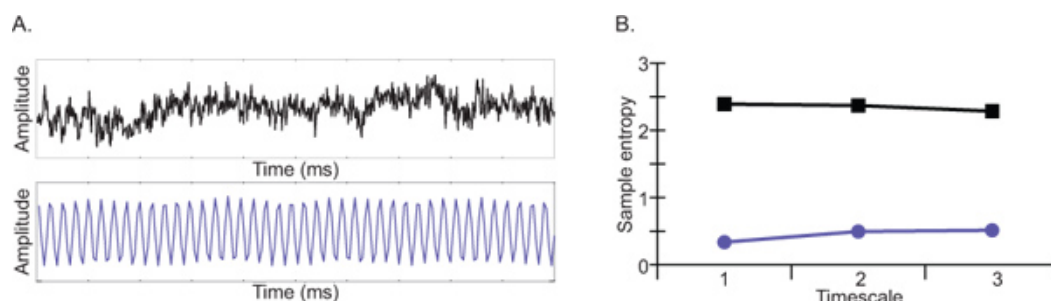 A.
Amplitude
Time (ms)
Amplitude
Time (ms)
B.
Sample entropy
3
2
1
0
1 2 3
Timescale